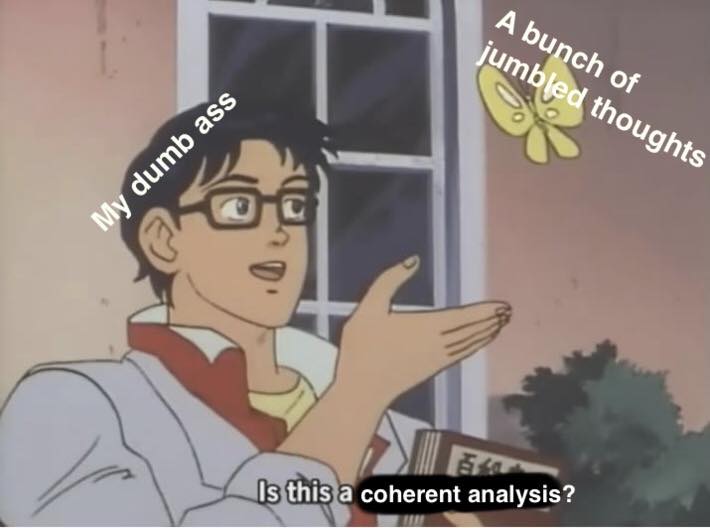 A bunch of
jumbled thoughts
My dumb ass
Is this a coherent analysis?